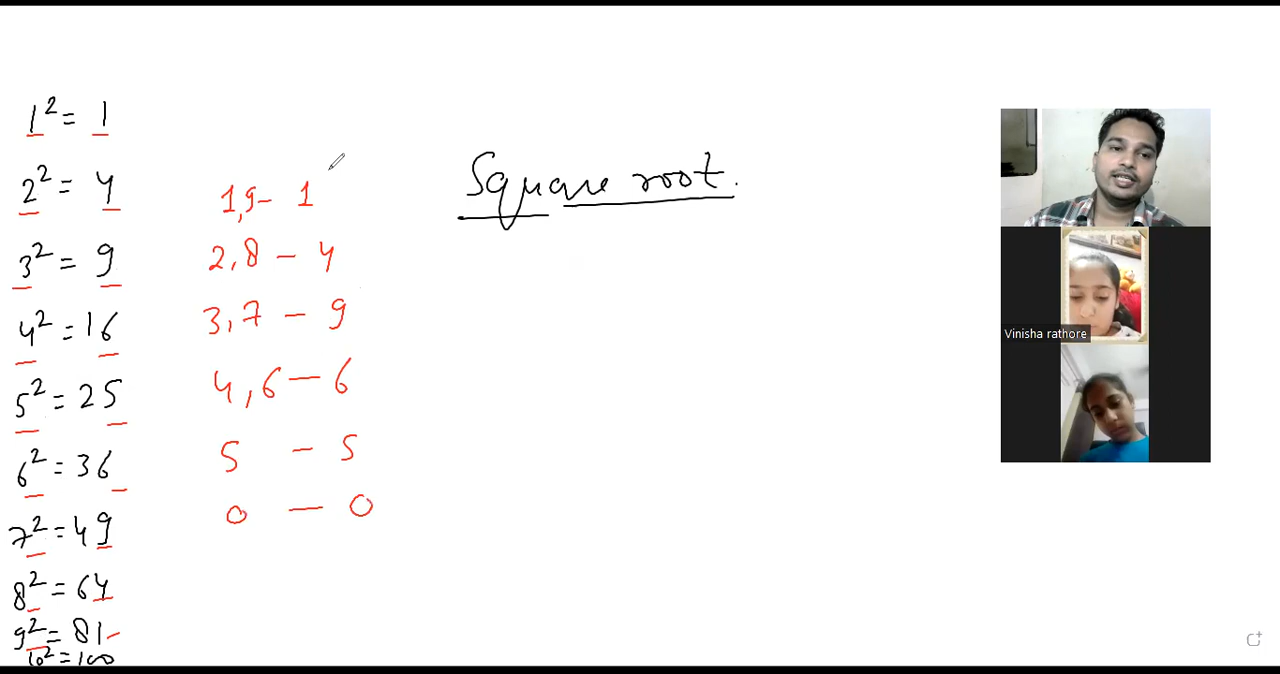 1² = 1
2² = 4
3² = 9
4² = 16
5² = 25
6² = 36
7² = 49
8² = 64
9² = 81
10² = 100
1,9 - 1
2,8 - 4
3,7 - 9
4,6 - 6
5 - 5
0 - 0
Square root.
Vinisha rathore